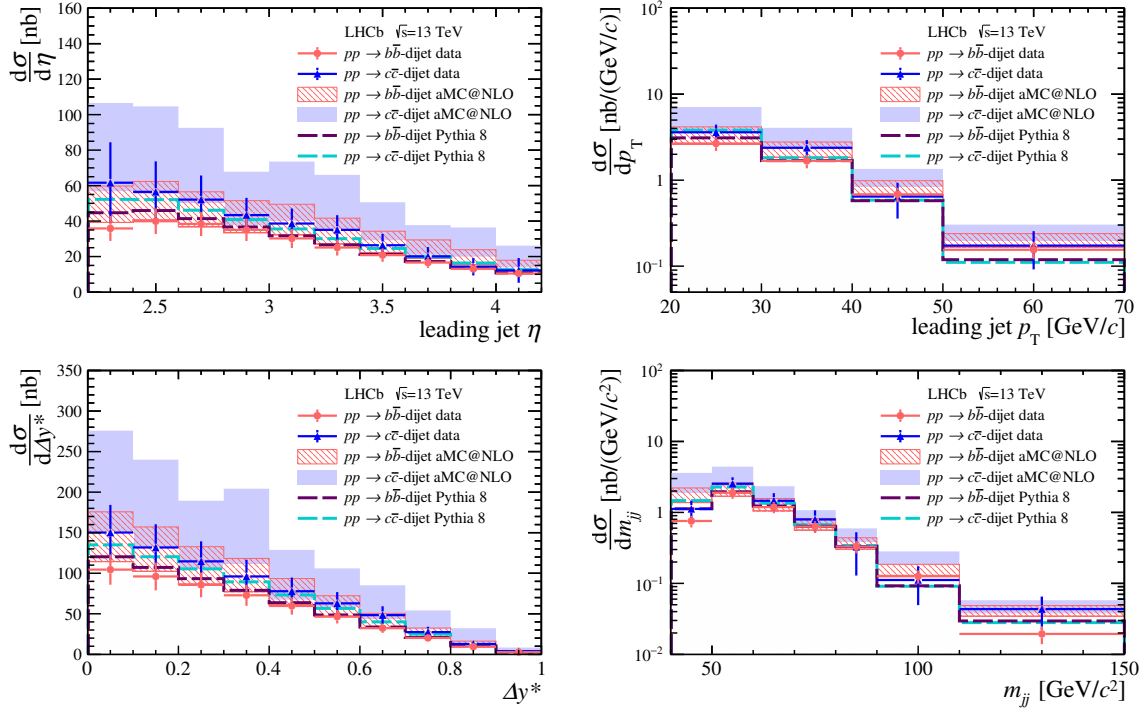 dσ/dη [nb]
160
140
120
100
80
60
40
20
0
LHCb √s=13 TeV
pp → bb̄-dijet data
pp → cc̄-dijet data
pp → bb̄-dijet aMC@NLO
pp → cc̄-dijet aMC@NLO
pp → bb̄-dijet Pythia 8
pp → cc̄-dijet Pythia 8
2.5 3 3.5 4
leading jet η
dσ/dp_T [nb/(GeV/c)]
10²
10
1
10⁻¹
LHCb √s=13 TeV
pp → bb̄-dijet data
pp → cc̄-dijet data
pp → bb̄-dijet aMC@NLO
pp → cc̄-dijet aMC@NLO
pp → bb̄-dijet Pythia 8
pp → cc̄-dijet Pythia 8
20 30 40 50 60 70
leading jet p_T [GeV/c]
dσ/dΔy* [nb]
350
300
250
200
150
100
50
0
LHCb √s=13 TeV
pp → bb̄-dijet data
pp → cc̄-dijet data
pp → bb̄-dijet aMC@NLO
pp → cc̄-dijet aMC@NLO
pp → bb̄-dijet Pythia 8
pp → cc̄-dijet Pythia 8
0 0.2 0.4 0.6 0.8 1
Δy*
dσ/dm_jj [nb/(GeV/c²)]
10²
10
1
10⁻¹
10⁻²
LHCb √s=13 TeV
pp → bb̄-dijet data
pp → cc̄-dijet data
pp → bb̄-dijet aMC@NLO
pp → cc̄-dijet aMC@NLO
pp → bb̄-dijet Pythia 8
pp → cc̄-dijet Pythia 8
50 100 150
m_jj [GeV/c²]